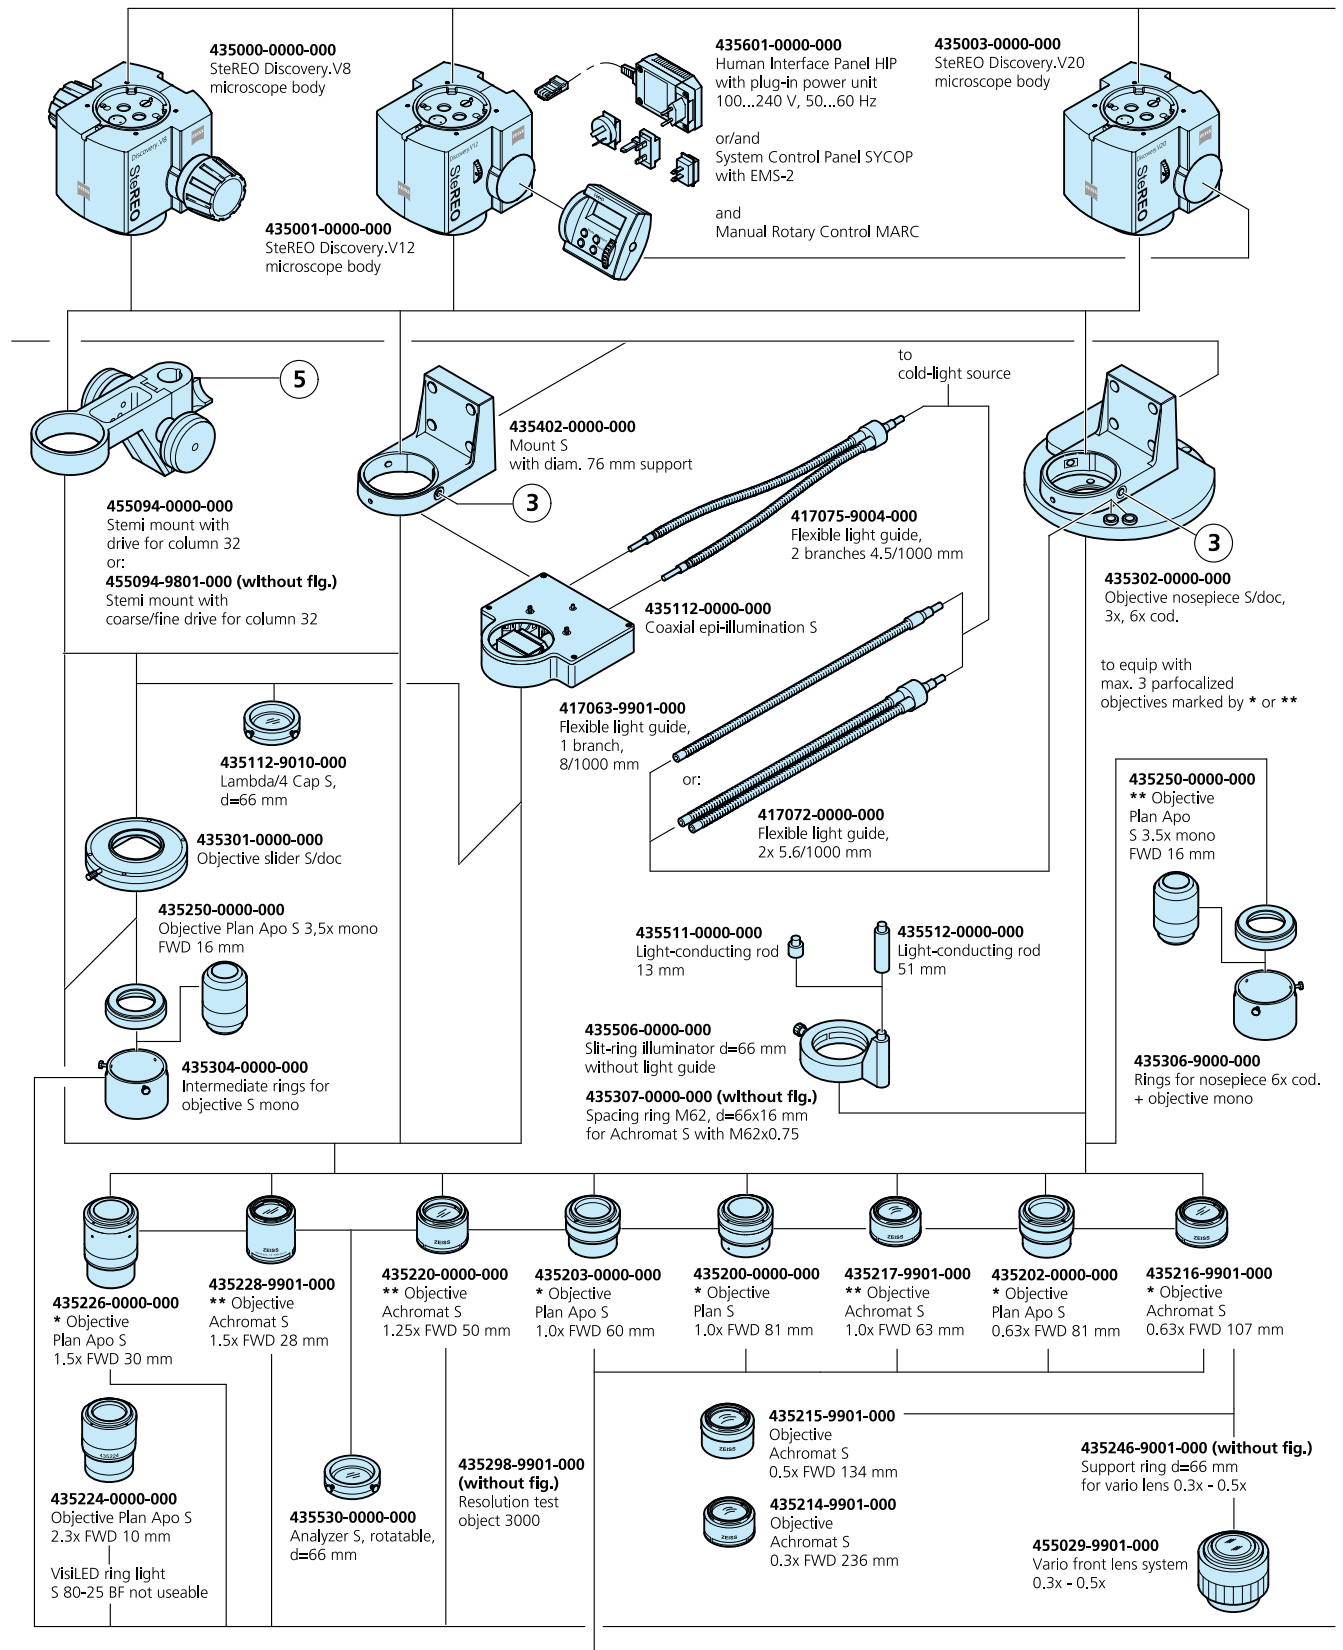 435000-0000-000
SteREO Discovery.V8
microscope body
435601-0000-000
Human Interface Panel HIP
with plug-in power unit
100...240 V, 50...60 Hz
or/and
System Control Panel SYCOP
with EMS-2
and
Manual Rotary Control MARC
435003-0000-000
SteREO Discovery.V20
microscope body
Discovery.V8
SteREO
ZEISS
Discovery.V12
SteREO
ZEISS
Discovery.V20
SteREO
ZEISS
435001-0000-000
SteREO Discovery.V12
microscope body
5
to
cold-light source
435402-0000-000
Mount S
with diam. 76 mm support
3
455094-0000-000
Stemi mount with
drive for column 32
or:
455094-9801-000 (without fig.)
Stemi mount with
coarse/fine drive for column 32
417075-9004-000
Flexible light guide,
2 branches 4.5/1000 mm
3
435302-0000-000
Objective nosepiece S/doc,
3x, 6x cod.
to equip with
max. 3 parfocalized
objectives marked by * or **
435112-0000-000
Coaxial epi-illumination S
417063-9901-000
Flexible light guide,
1 branch,
8/1000 mm
or:
417072-0000-000
Flexible light guide,
2x 5.6/1000 mm
435112-9010-000
Lambda/4 Cap S,
d=66 mm
435301-0000-000
Objective slider S/doc
435250-0000-000
** Objective
Plan Apo
S 3.5x mono
FWD 16 mm
435250-0000-000
Objective Plan Apo S 3,5x mono
FWD 16 mm
435511-0000-000
Light-conducting rod
13 mm
435512-0000-000
Light-conducting rod
51 mm
435304-0000-000
Intermediate rings for
objective S mono
435506-0000-000
Slit-ring illuminator d=66 mm
without light guide
435307-0000-000 (without fig.)
Spacing ring M62, d=66x16 mm
for Achromat S with M62x0.75
435306-9000-000
Rings for nosepiece 6x cod.
+ objective mono
ZEISS
ZEISS
ZEISS
ZEISS
435226-0000-000
* Objective
Plan Apo S
1.5x FWD 30 mm
435228-9901-000
** Objective
Achromat S
1.5x FWD 28 mm
435220-0000-000
** Objective
Achromat S
1.25x FWD 50 mm
435203-0000-000
* Objective
Plan Apo S
1.0x FWD 60 mm
435200-0000-000
* Objective
Plan S
1.0x FWD 81 mm
435217-9901-000
** Objective
Achromat S
1.0x FWD 63 mm
435202-0000-000
* Objective
Plan Apo S
0.63x FWD 81 mm
435216-9901-000
* Objective
Achromat S
0.63x FWD 107 mm
435224
435224-0000-000
Objective Plan Apo S
2.3x FWD 10 mm
VisiLED ring light
S 80-25 BF not useable
435530-0000-000
Analyzer S, rotatable,
d=66 mm
435298-9901-000
(without fig.)
Resolution test
object 3000
ZEISS
435215-9901-000
Objective
Achromat S
0.5x FWD 134 mm
ZEISS
435214-9901-000
Objective
Achromat S
0.3x FWD 236 mm
435246-9001-000 (without fig.)
Support ring d=66 mm
for vario lens 0.3x - 0.5x
455029-9901-000
Vario front lens system
0.3x - 0.5x